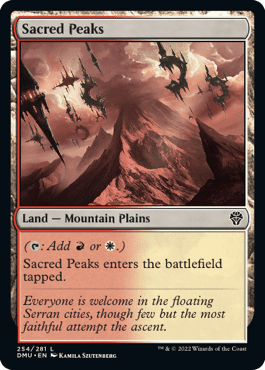 Sacred Peaks
Land — Mountain Plains
(: Add or .)
Sacred Peaks enters the battlefield
tapped.
Everyone is welcome in the floating
Serran cities, though few but the most
faithful attempt the ascent.
254/281 L
DMU • EN Kamila Szutenberg
™ & © 2022 Wizards of the Coast